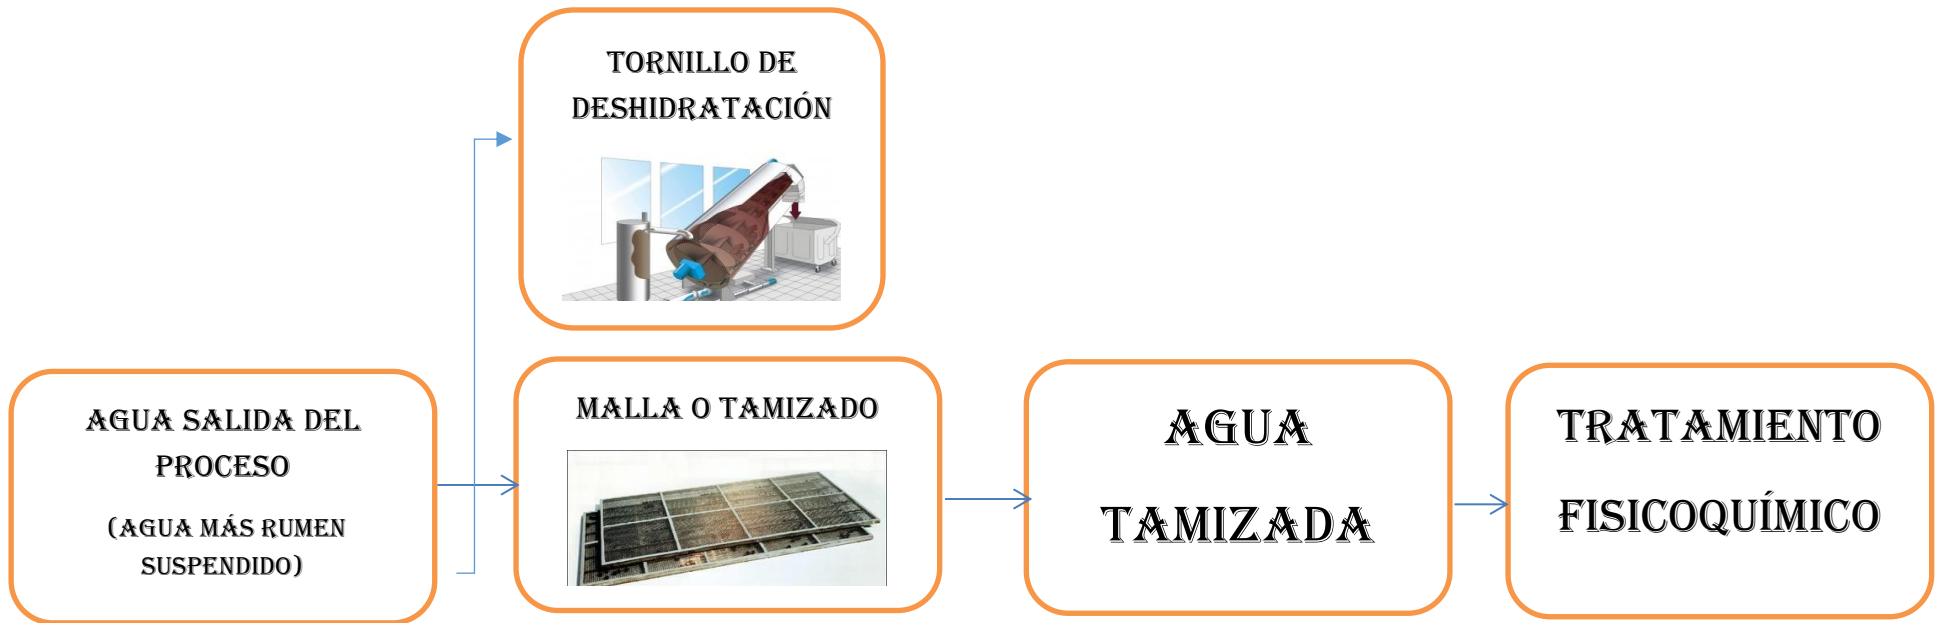 TORNILLO DE
DESHIDRATACIÓN
AGUA SALIDA DEL
PROCESO
(AGUA MÁS RUMEN
SUSPENDIDO)
MALLA O TAMIZADO
AGUA
TAMIZADA
TRATAMIENTO
FISICOQUÍMICO